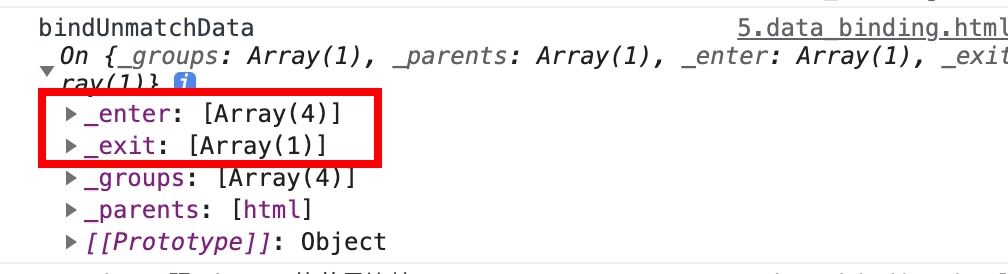 bindUnmatchData 5.data_binding.html
On {_groups: Array(1), _parents: Array(1), _enter: Array(1), _exit
ray(1)} i
_enter: [Array(4)]
_exit: [Array(1)]
_groups: [Array(4)]
_parents: [html]
[[Prototype]]: Object